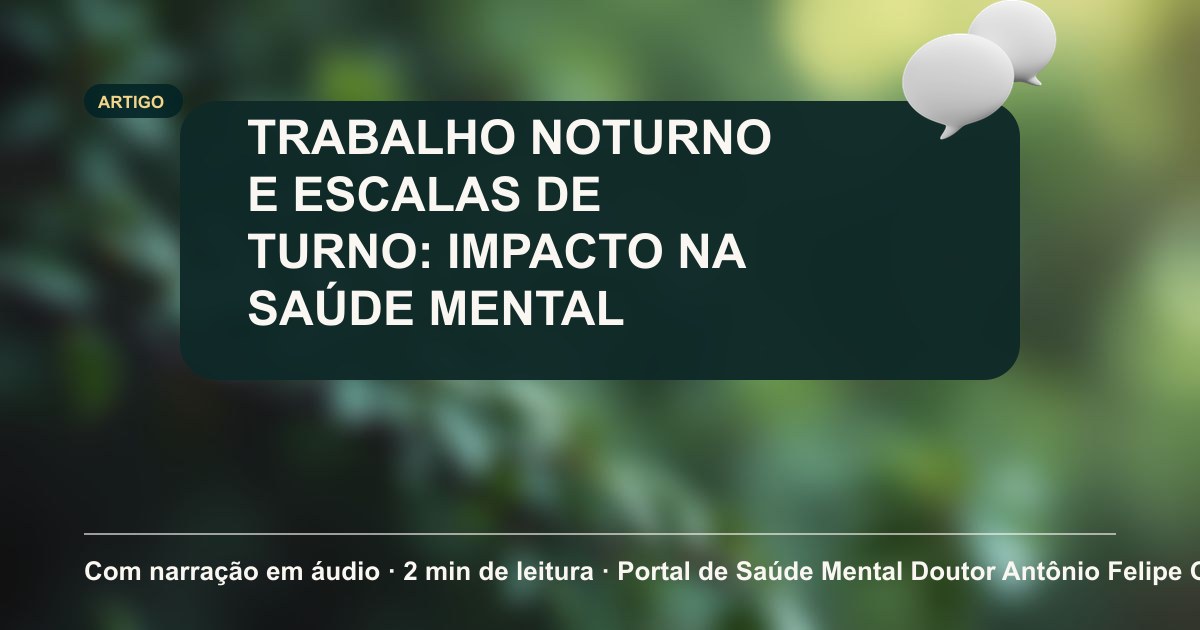 ARTIGO
TRABALHO NOTURNO
E ESCALAS DE
TURNO: IMPACTO NA
SAÚDE MENTAL
Com narração em áudio · 2 min de leitura · Portal de Saúde Mental Doutor Antônio Felipe